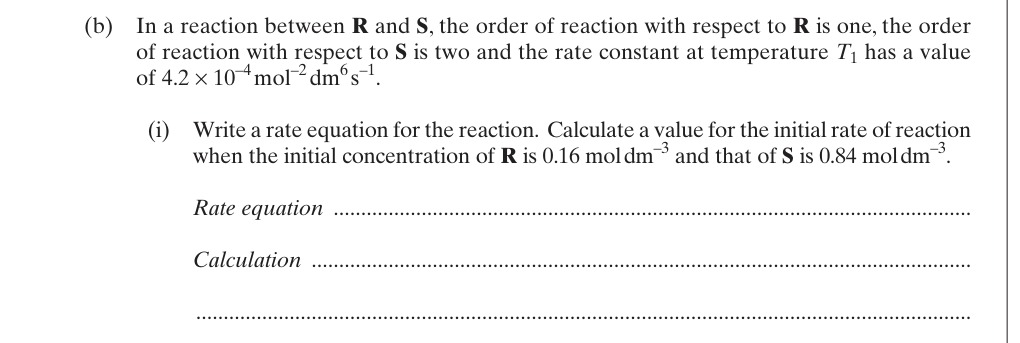 (b) In a reaction between R and S, the order of reaction with respect to R is one, the order
of reaction with respect to S is two and the rate constant at temperature T₁ has a value
of 4.2 × 10⁻⁴ mol⁻² dm⁶ s⁻¹.
(i) Write a rate equation for the reaction. Calculate a value for the initial rate of reaction
when the initial concentration of R is 0.16 mol dm⁻³ and that of S is 0.84 mol dm⁻³.
Rate equation ................................................................................
Calculation ................................................................................
................................................................................